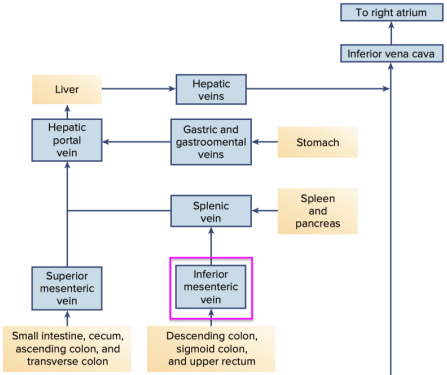 To right atrium
Inferior vena cava
Liver
Hepatic
veins
Hepatic
portal
vein
Gastric and
gastroomental
veins
Stomach
Splenic
vein
Spleen
and
pancreas
Superior
mesenteric
vein
Inferior
mesenteric
vein
Small intestine, cecum,
ascending colon, and
transverse colon
Descending colon,
sigmoid colon,
and upper rectum